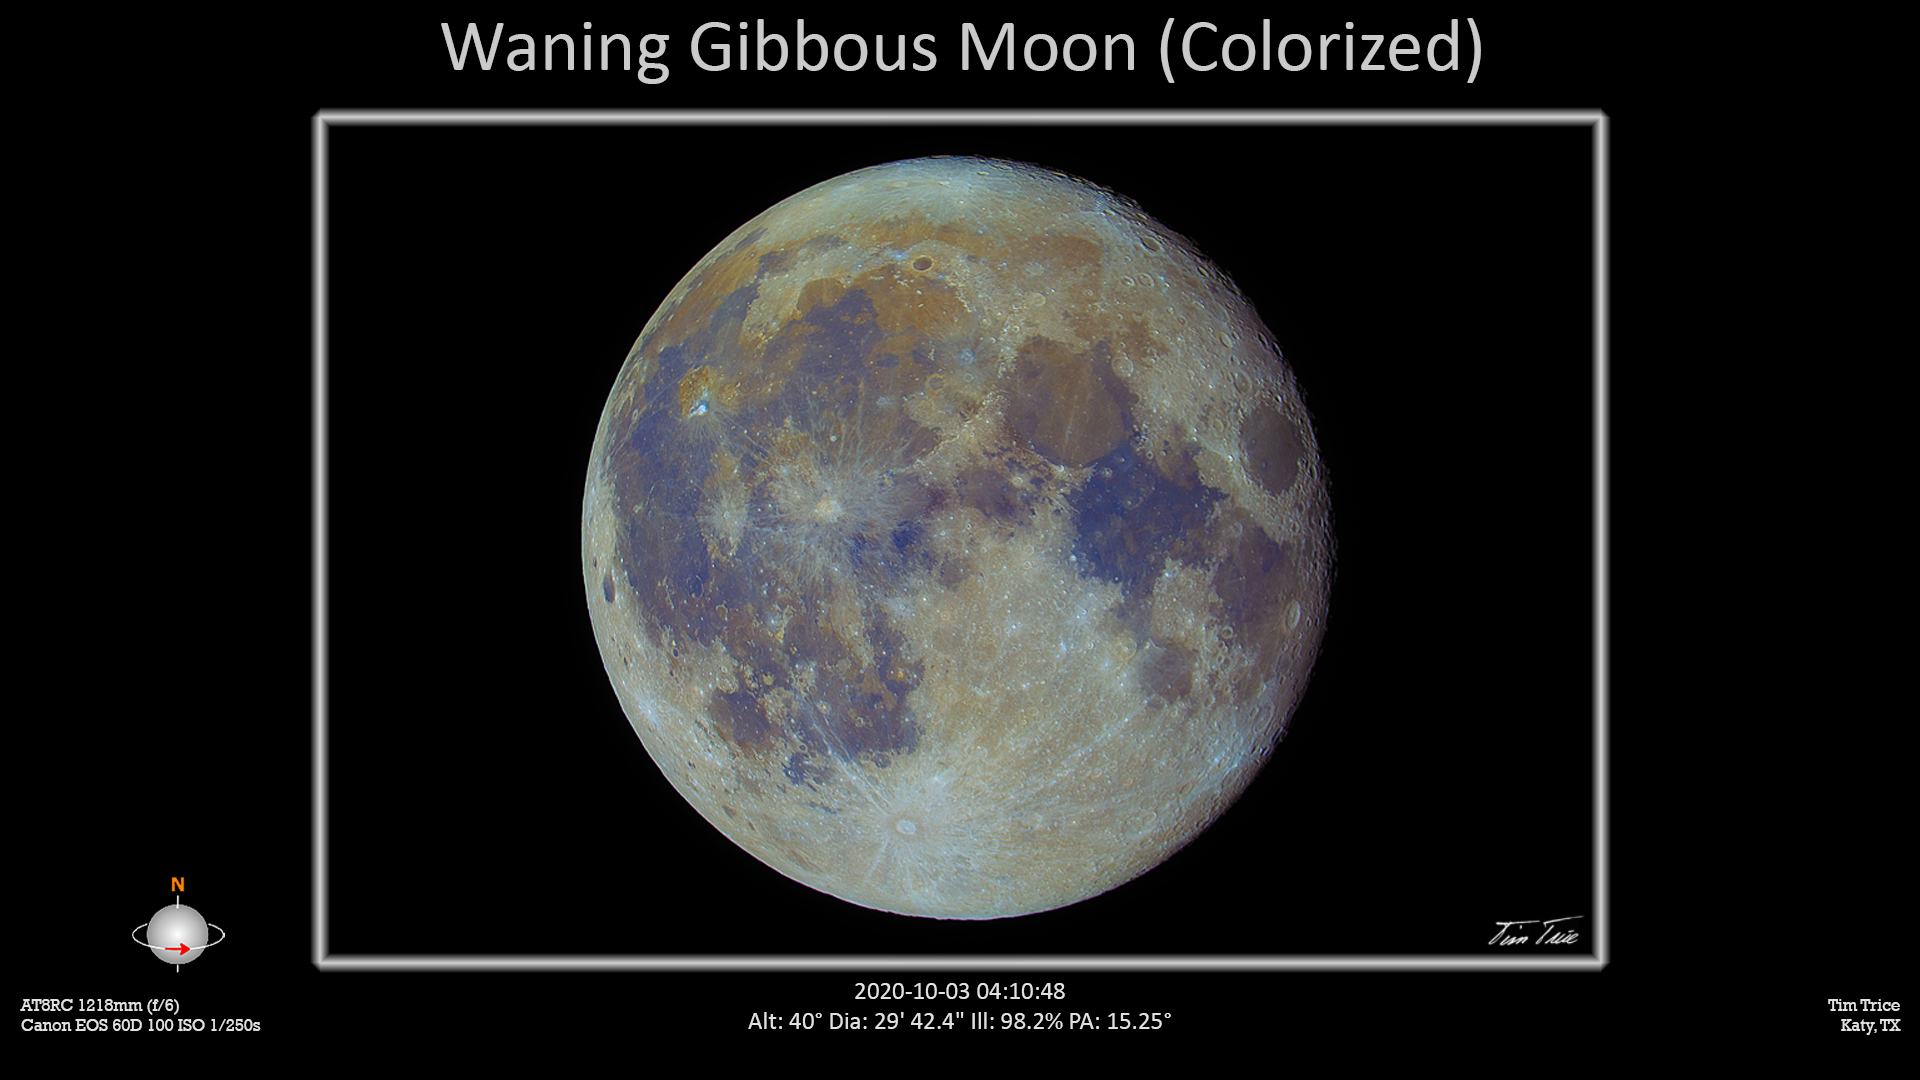 Waning Gibbous Moon (Colorized)
Tim Trice
N
AT8RC 1218mm (f/6)
Canon EOS 60D 100 ISO 1/250s
2020-10-03 04:10:48
Alt: 40° Dia: 29' 42.4" Ill: 98.2% PA: 15.25°
Tim Trice
Katy, TX